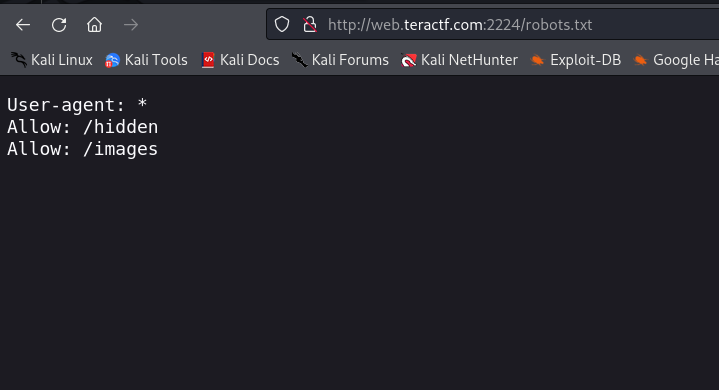 http://web.teractf.com:2224/robots.txt
Kali Linux Kali Tools Kali Docs Kali Forums Kali NetHunter Exploit-DB Google Ha
User-agent: *
Allow: /hidden
Allow: /images